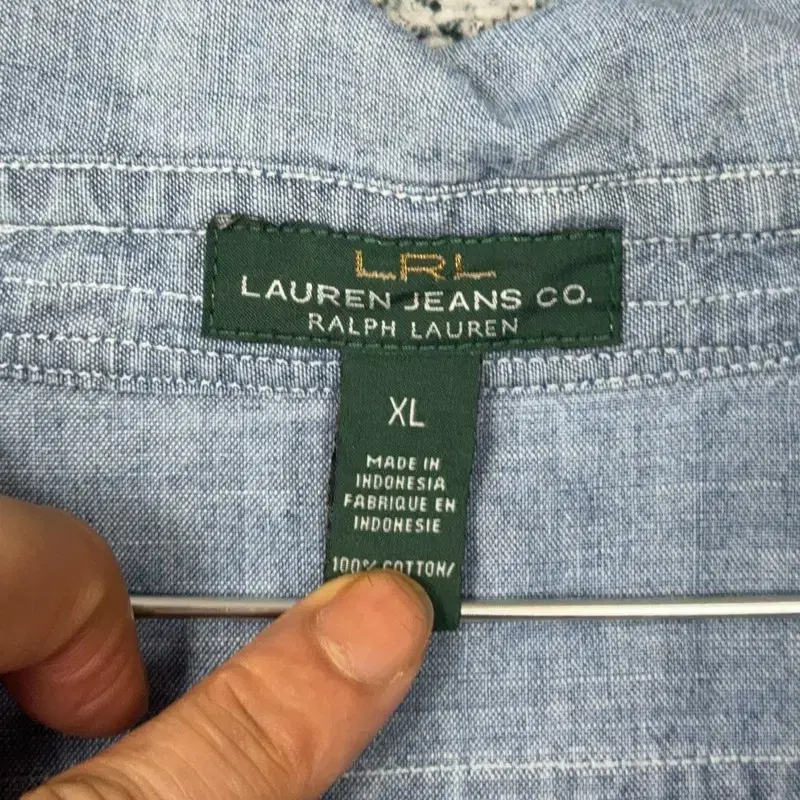 LRL
LAUREN JEANS CO.
RALPH LAUREN
XL
MADE IN
INDONESIA
FABRIQUE EN
INDONESIE
100% COTTON/